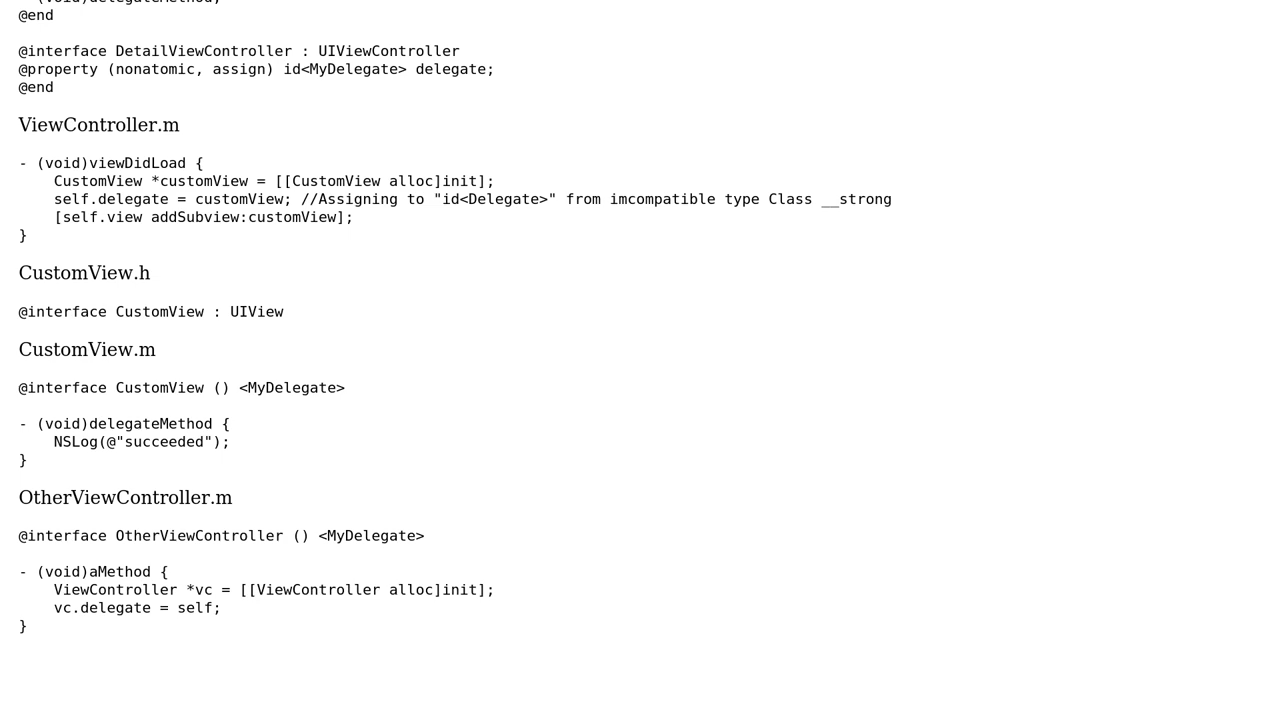 - (void)delegateMethod;
@end
@interface DetailViewController : UIViewController
@property (nonatomic, assign) id<MyDelegate> delegate;
@end
ViewController.m
- (void)viewDidLoad {
    CustomView *customView = [[CustomView alloc]init];
    self.delegate = customView; //Assigning to "id<Delegate>" from imcompatible type Class __strong
    [self.view addSubview:customView];
}
CustomView.h
@interface CustomView : UIView
CustomView.m
@interface CustomView () <MyDelegate>
- (void)delegateMethod {
    NSLog(@"succeeded");
}
OtherViewController.m
@interface OtherViewController () <MyDelegate>
- (void)aMethod {
    ViewController *vc = [[ViewController alloc]init];
    vc.delegate = self;
}